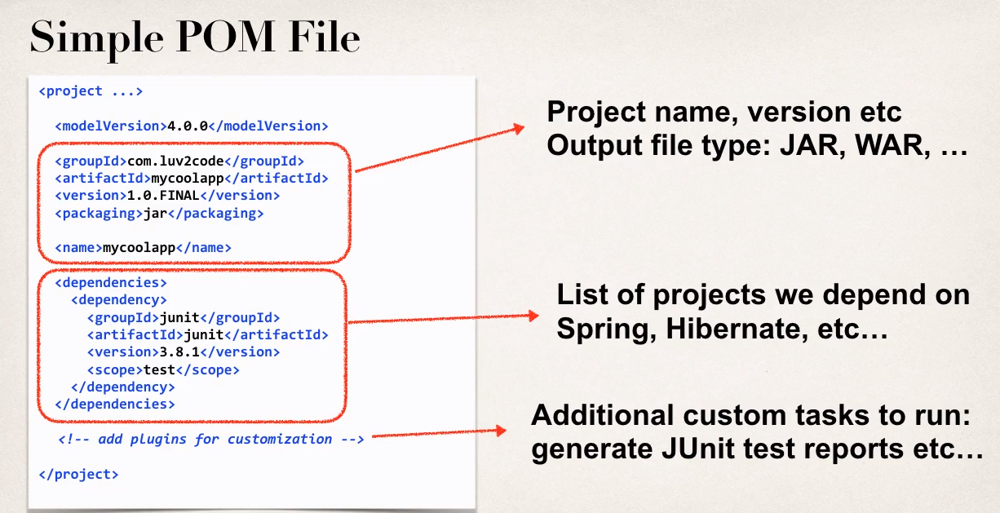 Simple POM File
<project ...>
<modelVersion>4.0.0</modelVersion>
<groupId>com.luv2code</groupId>
<artifactId>mycoolapp</artifactId>
<version>1.0.FINAL</version>
<packaging>jar</packaging>
<name>mycoolapp</name>
<dependencies>
<dependency>
<groupId>junit</groupId>
<artifactId>junit</artifactId>
<version>3.8.1</version>
<scope>test</scope>
</dependency>
</dependencies>
<!-- add plugins for customization -->
</project>
Project name, version etc
Output file type: JAR, WAR, …
List of projects we depend on
Spring, Hibernate, etc…
Additional custom tasks to run:
generate JUnit test reports etc…